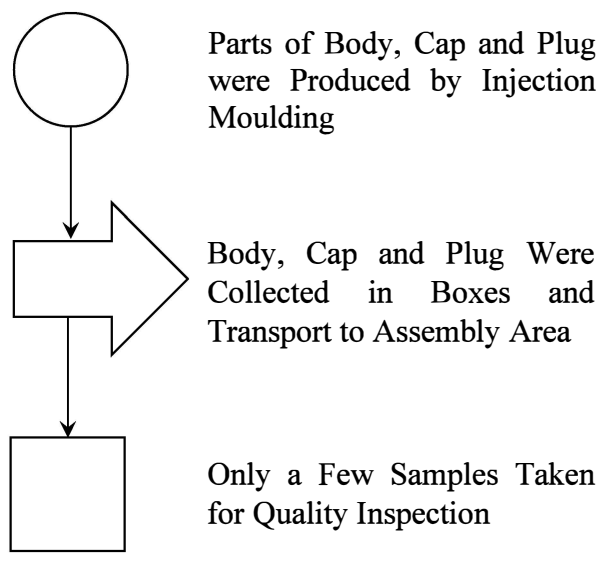 Parts of Body, Cap and Plug
were Produced by Injection
Moulding
Body, Cap and Plug Were
Collected in Boxes and
Transport to Assembly Area
Only a Few Samples Taken
for Quality Inspection